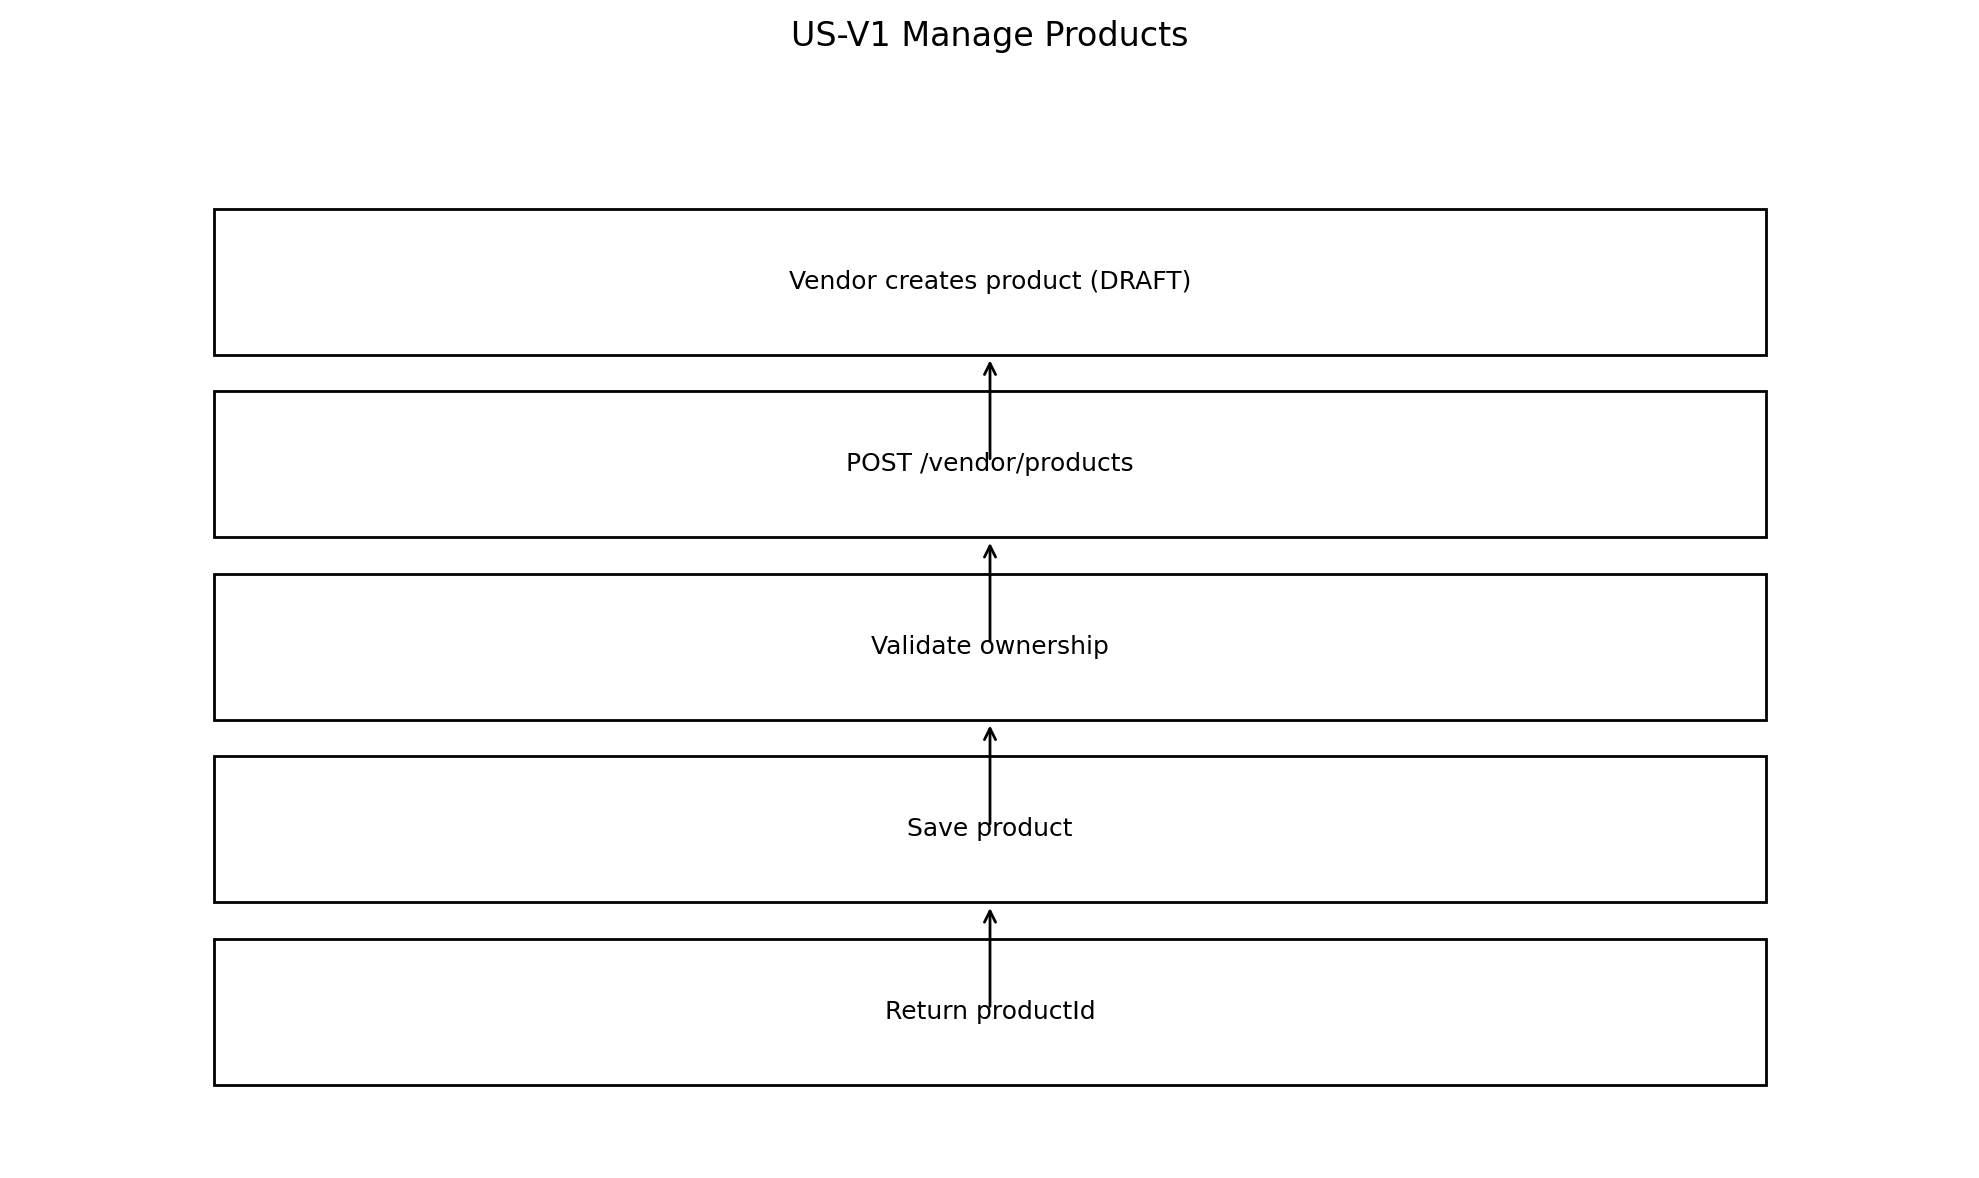 US-V1 Manage Products
Vendor creates product (DRAFT)
POST /vendor/products
Validate ownership
Save product
Return productId